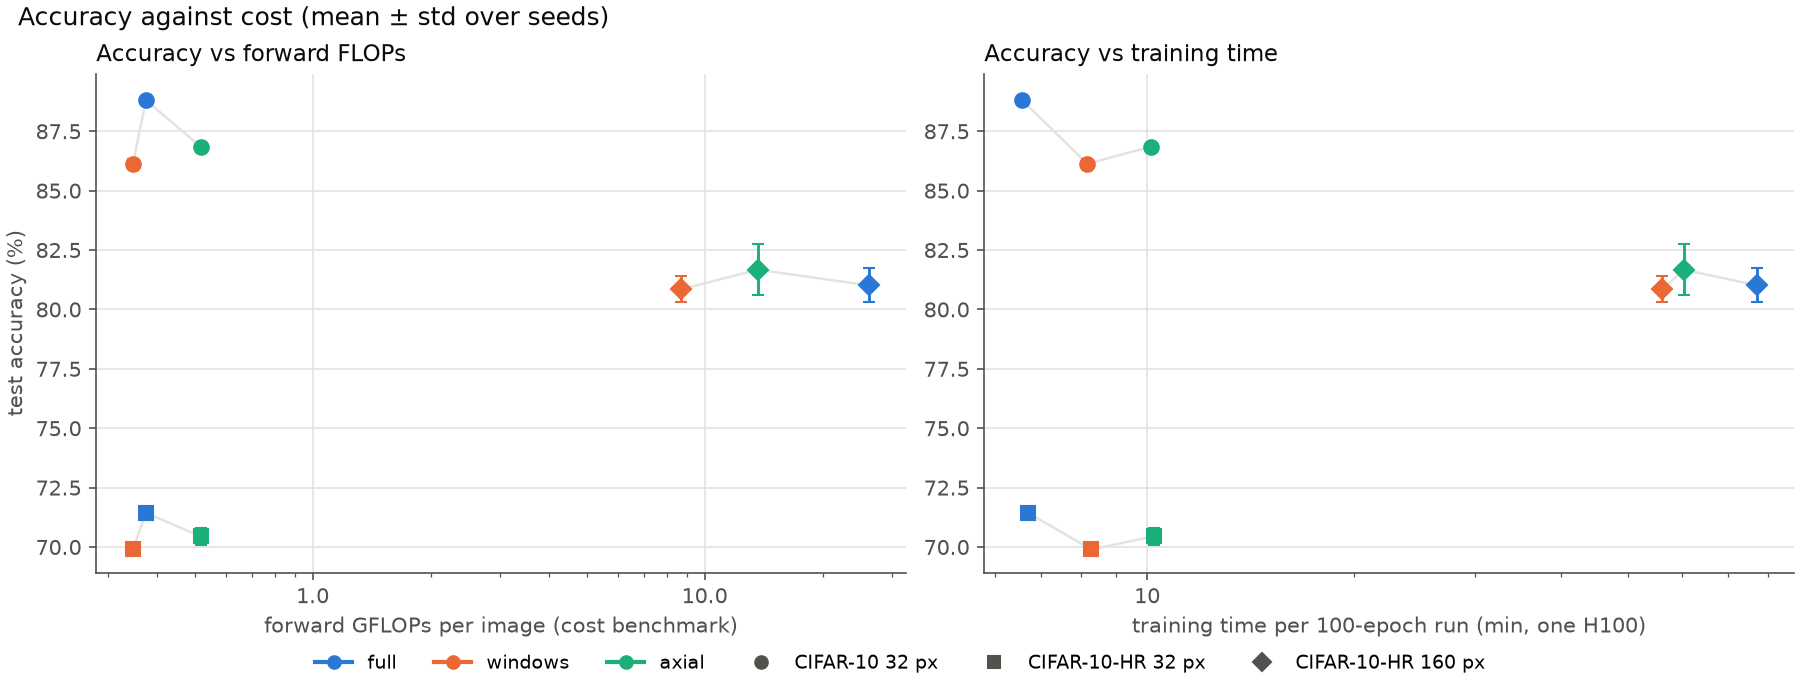 Accuracy against cost (mean ± std over seeds)
Accuracy vs forward FLOPs
test accuracy (%)
87.5
85.0
82.5
80.0
77.5
75.0
72.5
70.0
1.0
10.0
forward GFLOPs per image (cost benchmark)
Accuracy vs training time
87.5
85.0
82.5
80.0
77.5
75.0
72.5
70.0
10
training time per 100-epoch run (min, one H100)
full
windows
axial
CIFAR-10 32 px
CIFAR-10-HR 32 px
CIFAR-10-HR 160 px